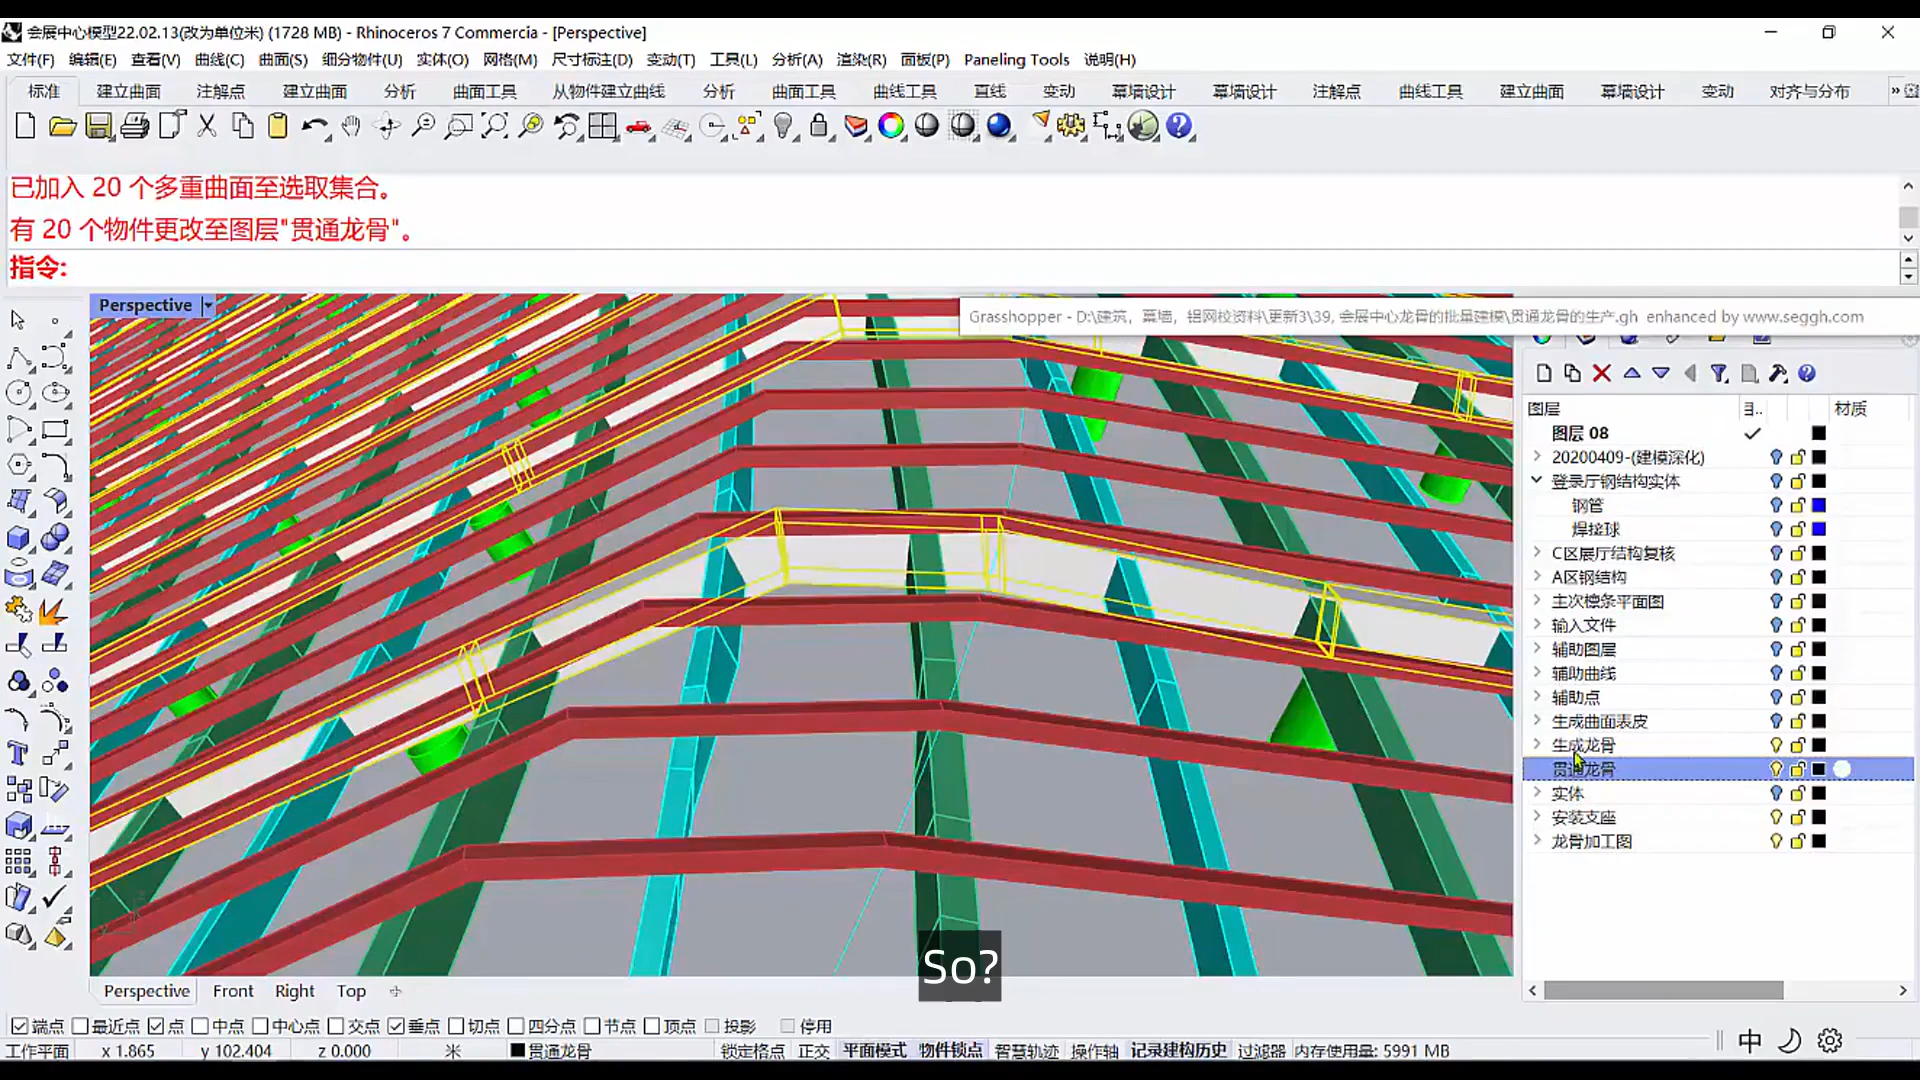 会展中心模型22.02.13(改为单位米) (1728 MB) - Rhinoceros 7 Commercia - [Perspective]
文件(F) 编辑(E) 查看(V) 曲线(C) 曲面(S) 细分物件(U) 实体(O) 网格(M) 尺寸标注(D) 变动(T) 工具(L) 分析(A) 渲染(R) 面板(P) Paneling Tools 说明(H)
标准 建立曲面 注解点 建立曲面 分析 曲面工具 从物件建立曲线 分析 曲面工具 曲线工具 直线 变动 幕墙设计 幕墙设计 注解点 曲线工具 建立曲面 幕墙设计 变动 对齐与分布
已加入 20 个多重曲面至选取集合。
有 20 个物件更改至图层"贯通龙骨"。
指令:
Perspective
Grasshopper - D:\建筑，幕墙，铝网校资料\更新3\39, 会展中心龙骨的批量建模\贯通龙骨的生产.gh enhanced by www.seggh.com
图层 材质
图层 08
20200409-(建模深化)
登录厅钢结构实体
钢管
焊接球
C区展厅结构复核
A区钢结构
主次檩条平面图
输入文件
辅助图层
辅助曲线
辅助点
生成曲面表皮
生成龙骨
贯通龙骨
实体
安装支座
龙骨加工图
So?
Perspective Front Right Top
端点 最近点 点 中点 中心点 交点 垂点 切点 四分点 节点 顶点 投影 停用
工作平面 x 1.865 y 102.404 z 0.000 米 贯通龙骨 锁定格点 正交 平面模式 物件锁点 智慧轨迹 操作轴 记录建构历史 过滤器 内存使用量: 5991 MB
中